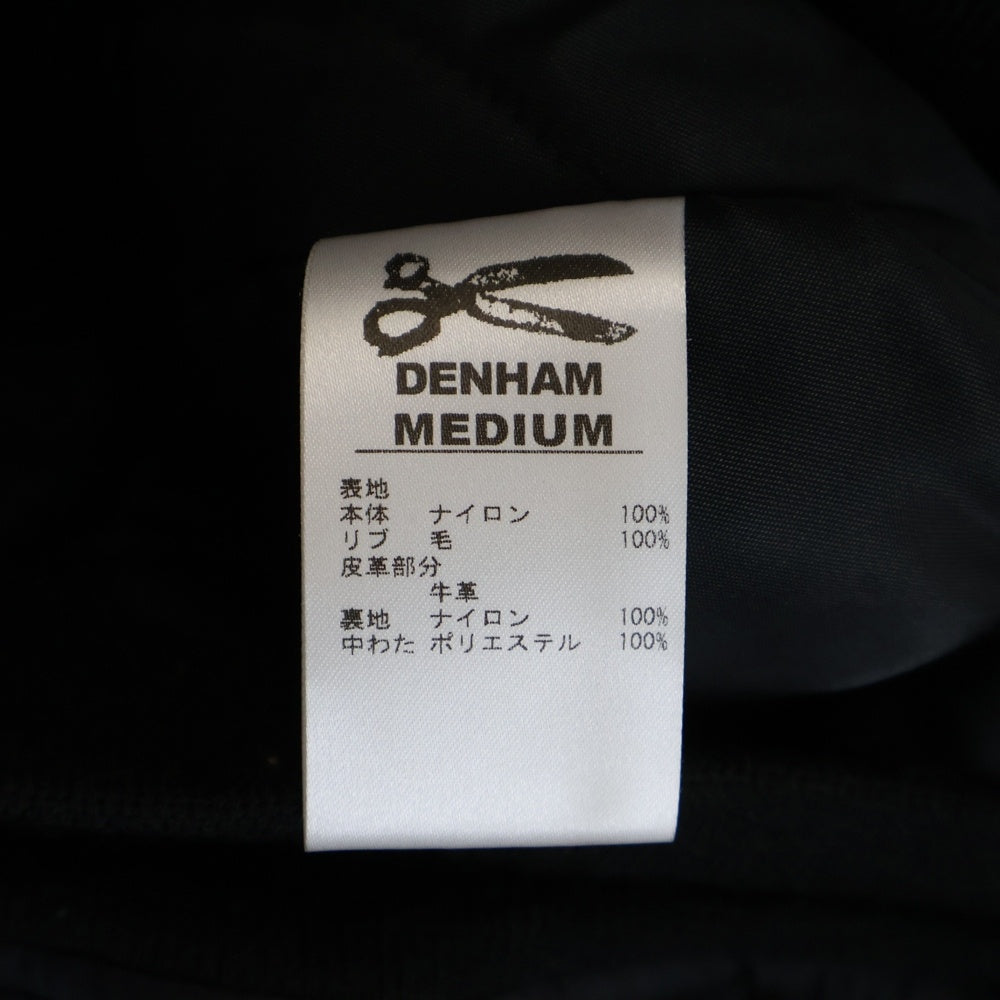 DENHAM
MEDIUM
表地
本体 ナイロン 100%
リブ 毛 100%
皮革部分
牛革
裏地 ナイロン 100%
中わた ポリエステル 100%